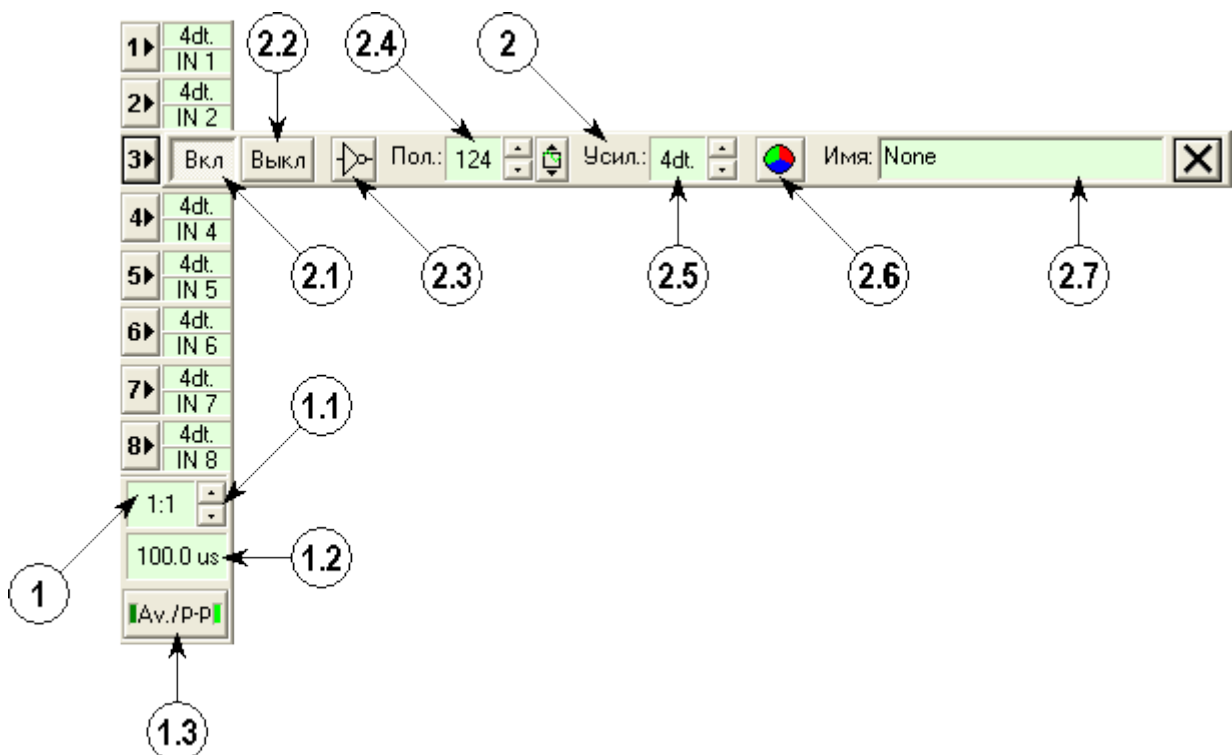 2.2
2.4
2
1 4dt.
IN 1
2 4dt.
IN 2
3 Вкл Выкл Пол.: 124 Усил.: 4dt. Имя: None
4 4dt.
IN 4
5 4dt.
IN 5
6 4dt.
IN 6
7 4dt.
IN 7
8 4dt.
IN 8
2.1
2.3
2.5
2.6
2.7
1.1
1:1
100.0 us
1.2
1
Av./p-p
1.3